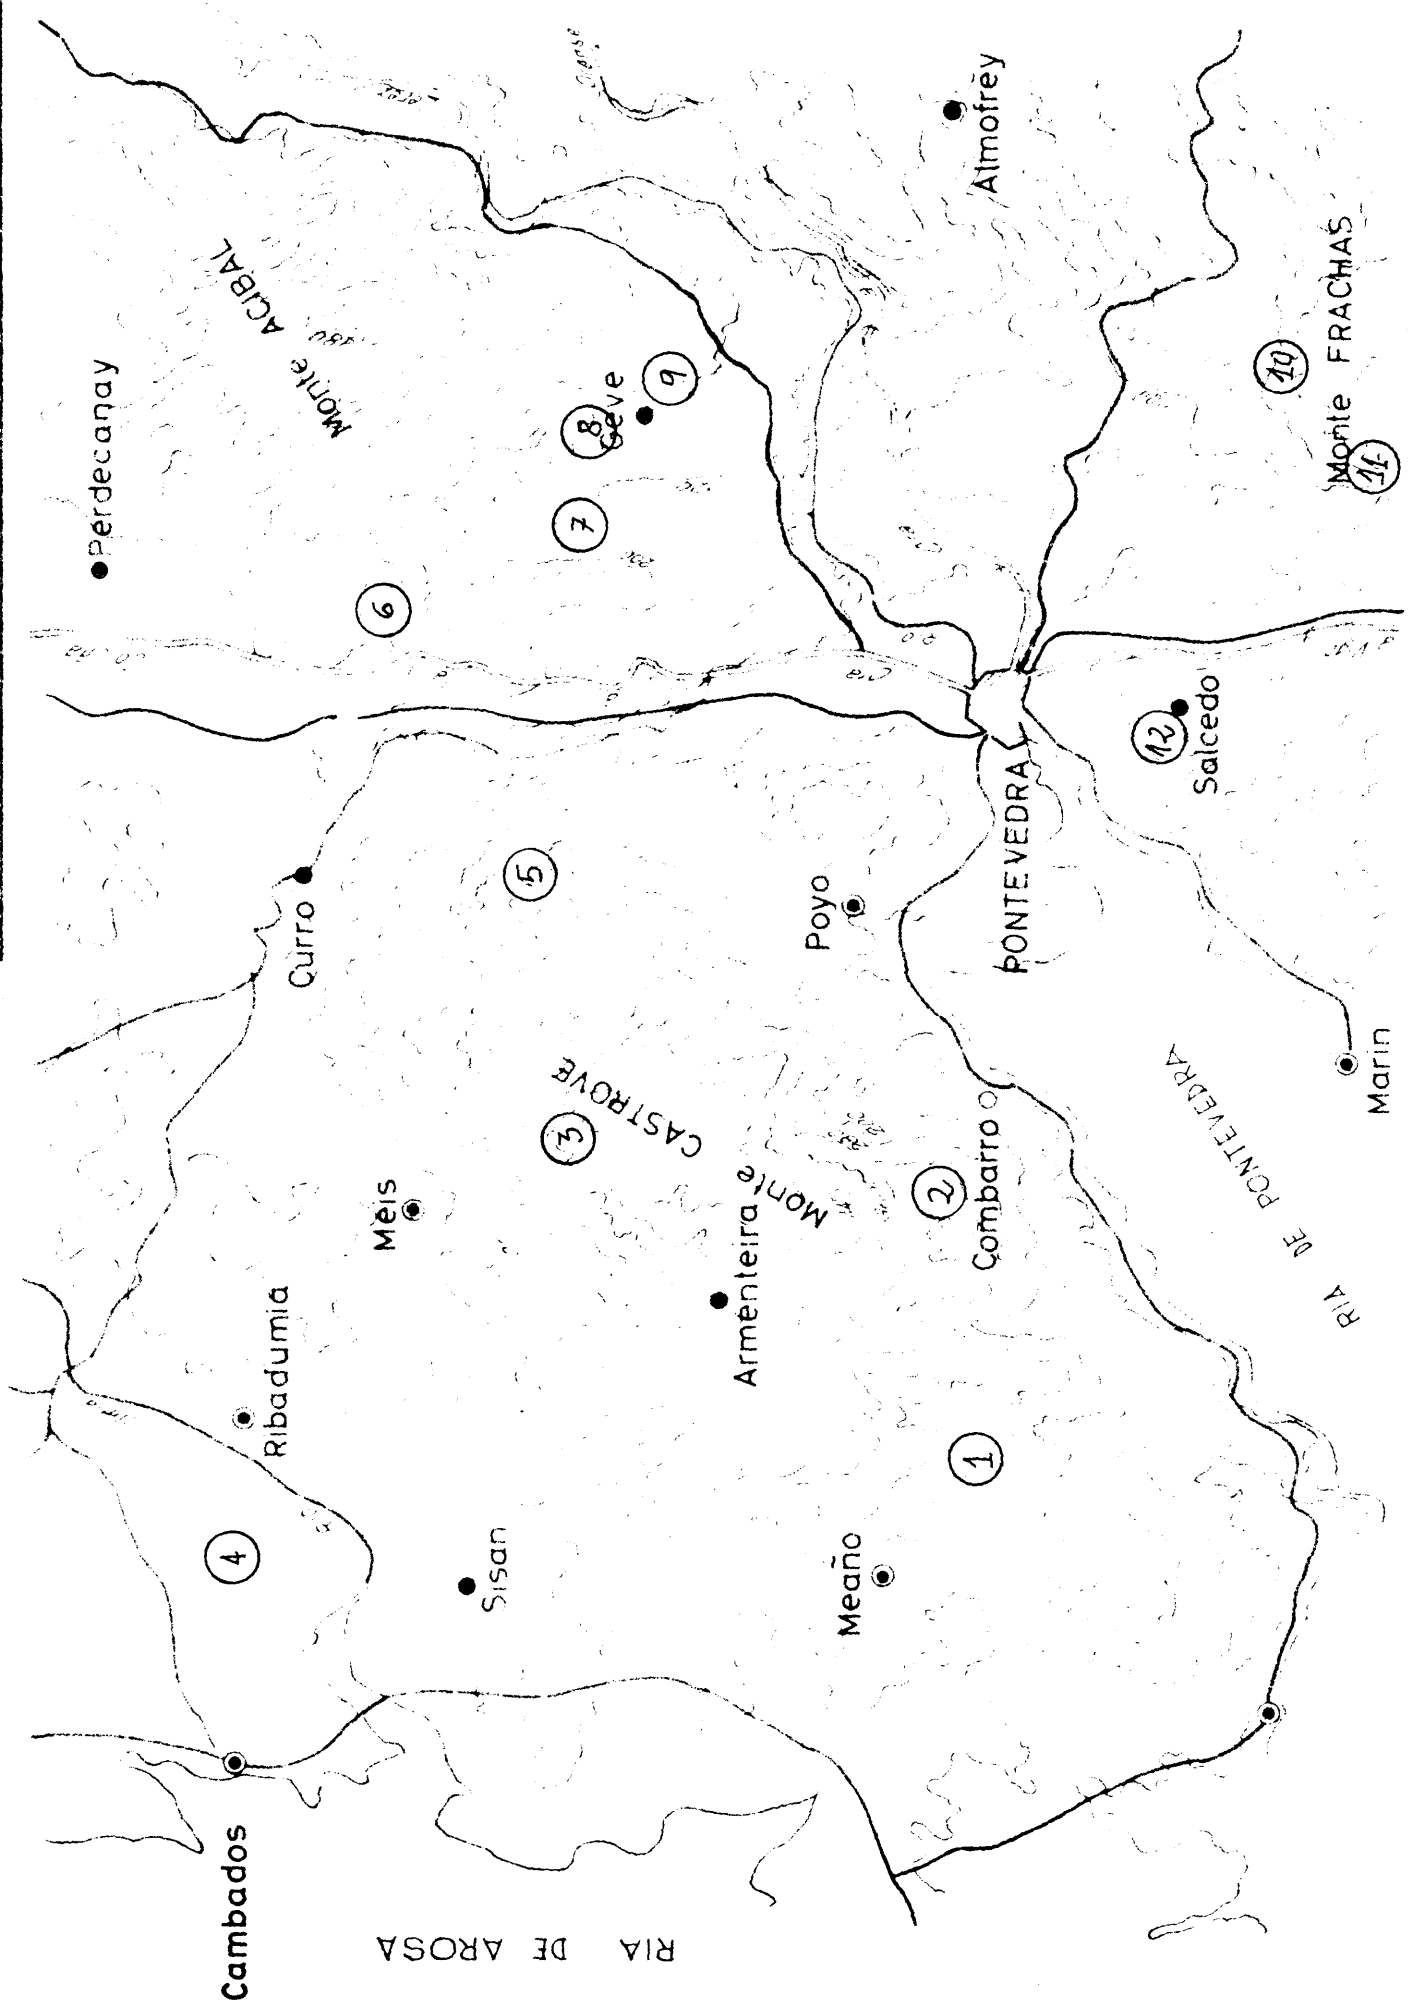 Perdecanay
Monte ACIBAL
480
6
7
8
Geve
9
Almofrey
Curro
5
Ribadumia
Meis
3
Monte CASTROVE
4
Cambados
Sisan
Armenteira
Poyo
2
Combarro
PONTEVEDRA
Meaño
1
RIA DE AROSA
RIA DE PONTEVEDRA
Marin
12
Salcedo
10
Monte FRACHAS
11